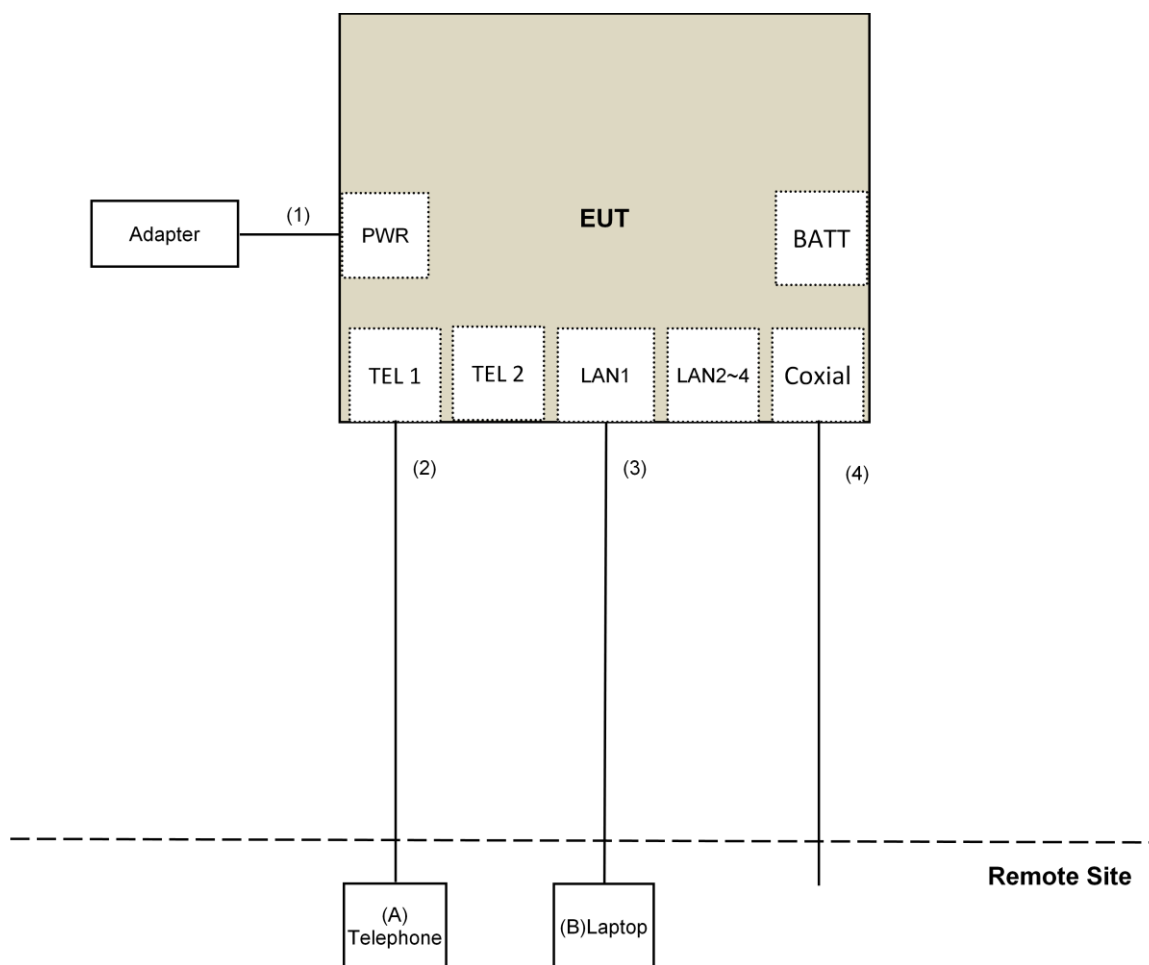 EUT
(1)
Adapter
PWR
BATT
TEL 1
TEL 2
LAN1
LAN2~4
Coxial
(2)
(3)
(4)
Remote Site
(A)
Telephone
(B)Laptop